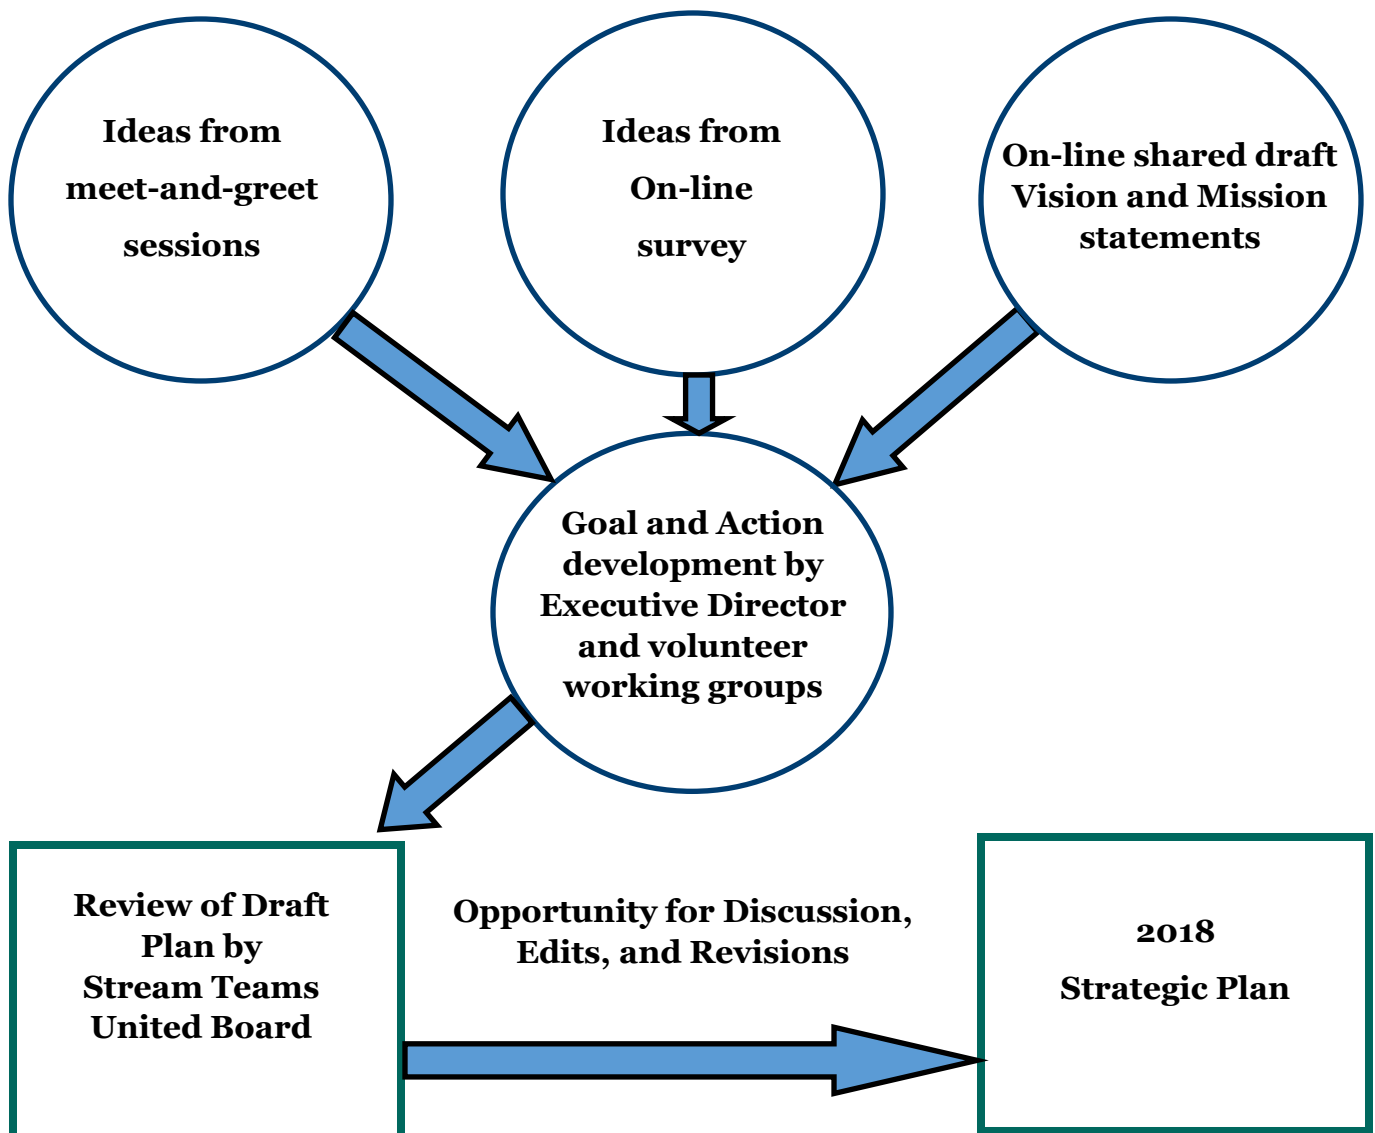 Ideas from
meet-and-greet
sessions
Ideas from
On-line
survey
On-line shared draft
Vision and Mission
statements
Goal and Action
development by
Executive Director
and volunteer
working groups
Review of Draft
Plan by
Stream Teams
United Board
Opportunity for Discussion,
Edits, and Revisions
2018
Strategic Plan